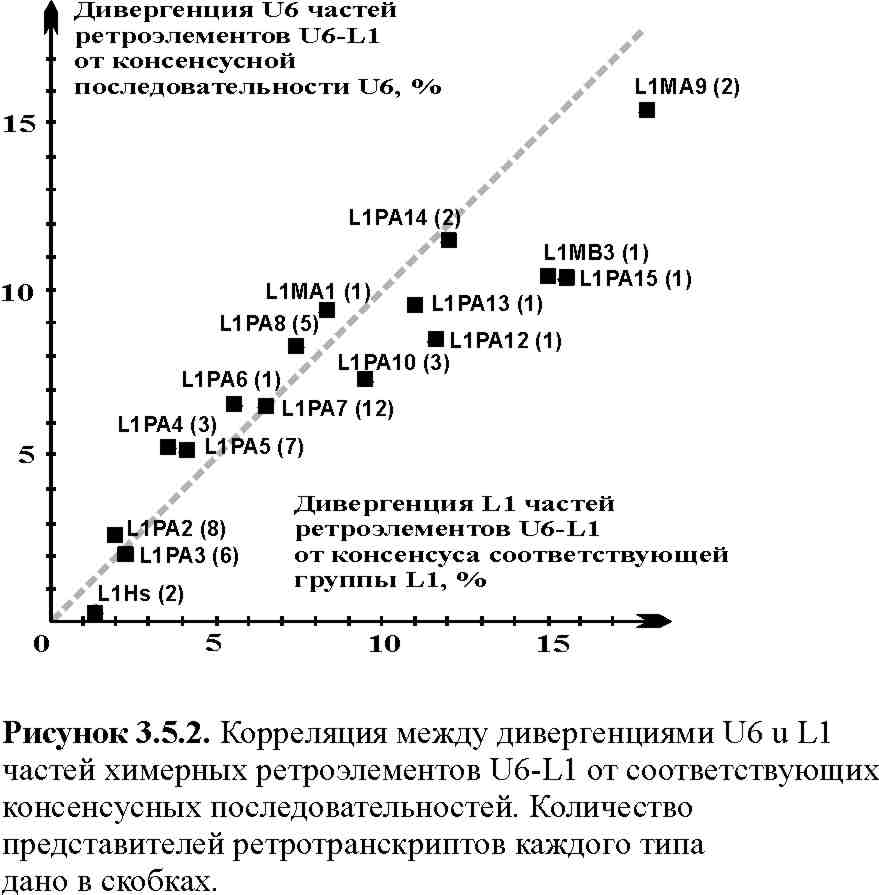 Дивергенция U6 частей
ретроэлементов U6-L1
от консенсусной
последовательности U6, %
L1MA9 (2)
15
L1PA14 (2)
L1MB3 (1)
L1PA15 (1)
10
L1MA1 (1)
L1PA13 (1)
L1PA8 (5)
L1PA12 (1)
L1PA10 (3)
L1PA6 (1)
L1PA7 (12)
L1PA4 (3)
L1PA5 (7)
5
Дивергенция L1 частей
ретроэлементов U6-L1
от консенсуса соответствующей
группы L1, %
L1PA2 (8)
L1PA3 (6)
L1Hs (2)
0 5 10 15
Рисунок 3.5.2. Корреляция между дивергенциями U6 u L1
частей химерных ретроэлементов U6-L1 от соответствующих
консенсусных последовательностей. Количество
представителей ретротранскриптов каждого типа
дано в скобках.